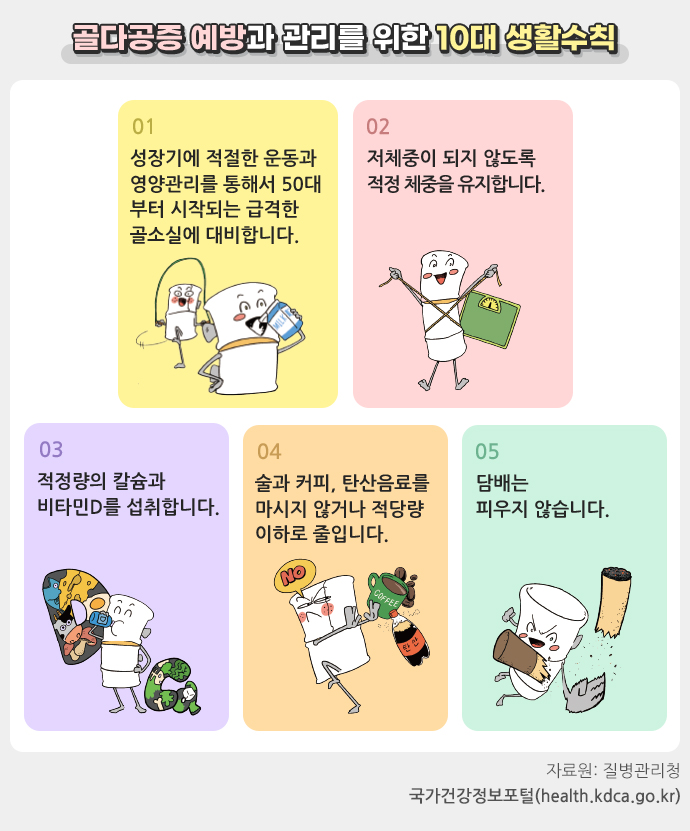 골다공증 예방과 관리를 위한 10대 생활수칙
01
성장기에 적절한 운동과
영양관리를 통해서 50대
부터 시작되는 급격한
골소실에 대비합니다.
MILK
02
저체중이 되지 않도록
적정 체중을 유지합니다.
03
적정량의 칼슘과
비타민D를 섭취합니다.
04
술과 커피, 탄산음료를
마시지 않거나 적당량
이하로 줄입니다.
NO
COFFEE
탄산
05
담배는
피우지 않습니다.
자료원: 질병관리청
국가건강정보포털(health.kdca.go.kr)